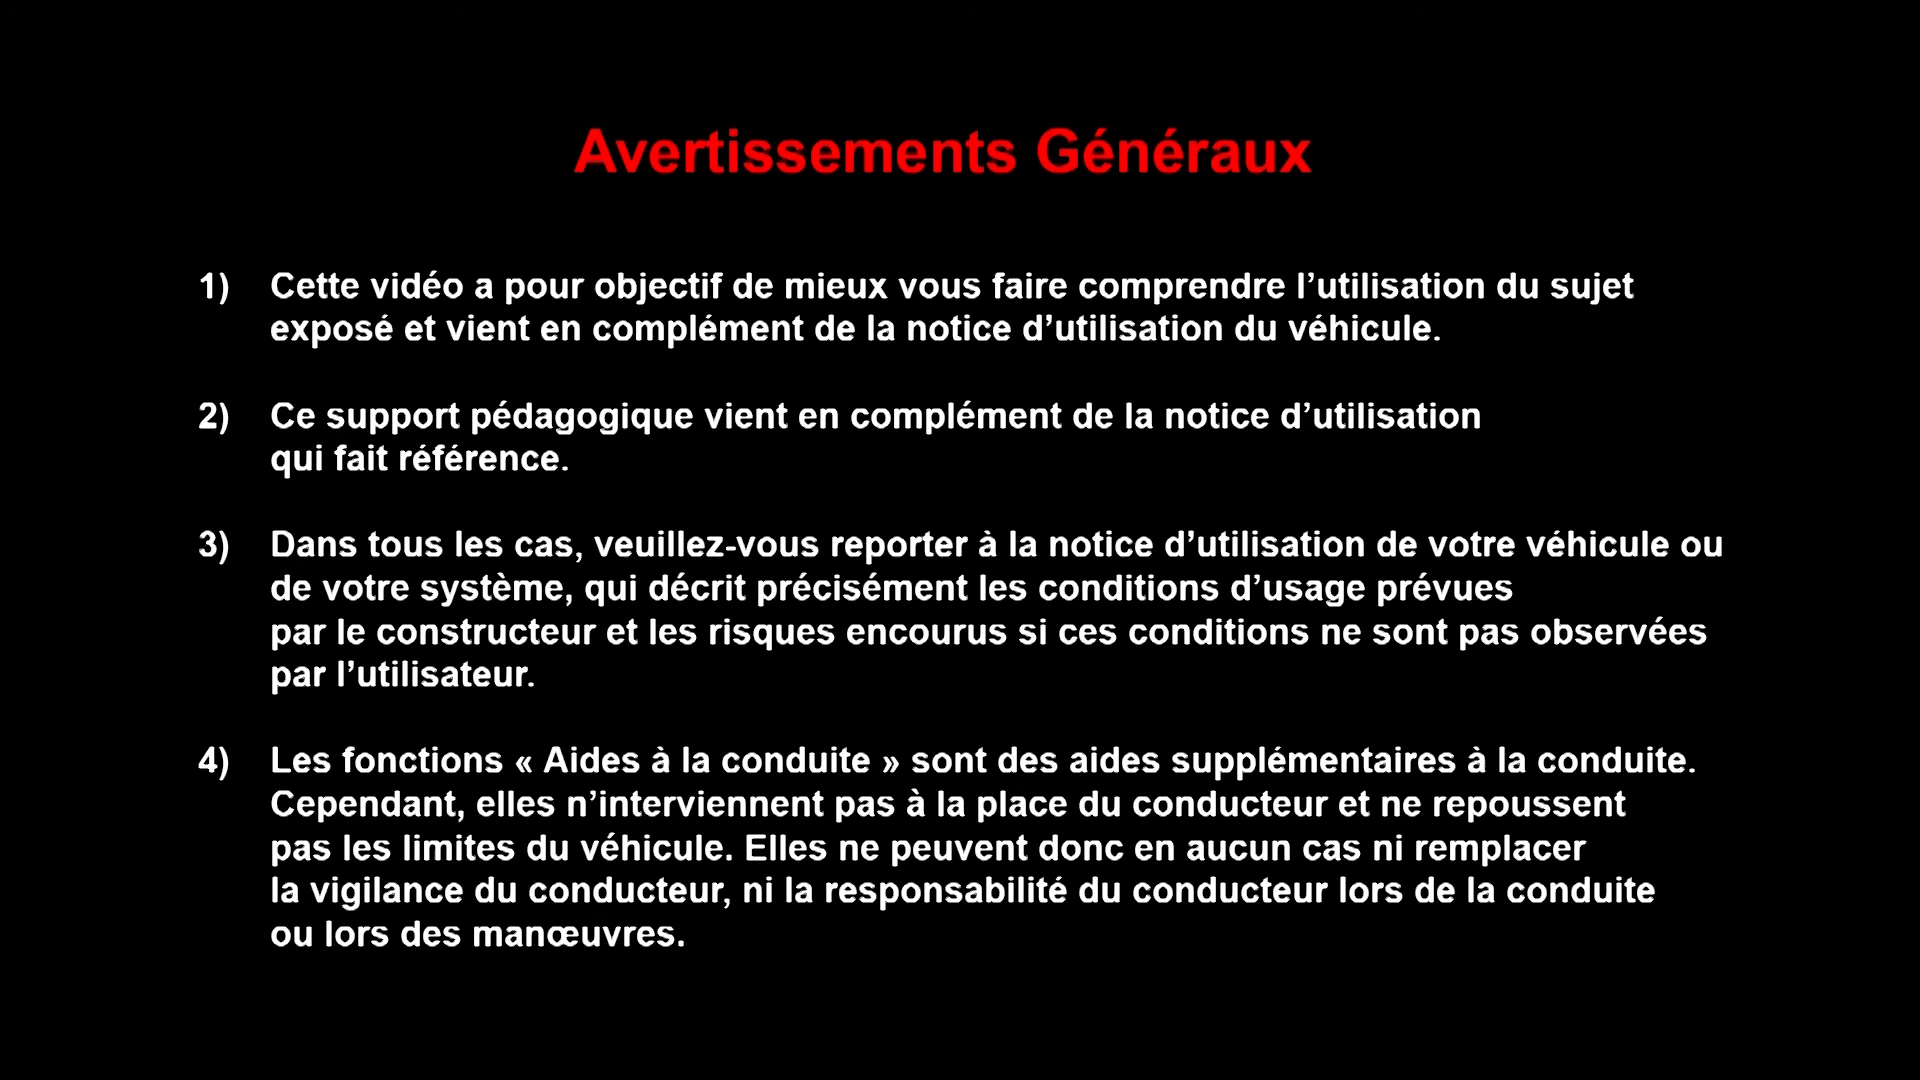 Avertissements Généraux
1) Cette vidéo a pour objectif de mieux vous faire comprendre l’utilisation du sujet
exposé et vient en complément de la notice d’utilisation du véhicule.
2) Ce support pédagogique vient en complément de la notice d’utilisation
qui fait référence.
3) Dans tous les cas, veuillez-vous reporter à la notice d’utilisation de votre véhicule ou
de votre système, qui décrit précisément les conditions d’usage prévues
par le constructeur et les risques encourus si ces conditions ne sont pas observées
par l’utilisateur.
4) Les fonctions « Aides à la conduite » sont des aides supplémentaires à la conduite.
Cependant, elles n’interviennent pas à la place du conducteur et ne repoussent
pas les limites du véhicule. Elles ne peuvent donc en aucun cas ni remplacer
la vigilance du conducteur, ni la responsabilité du conducteur lors de la conduite
ou lors des manœuvres.